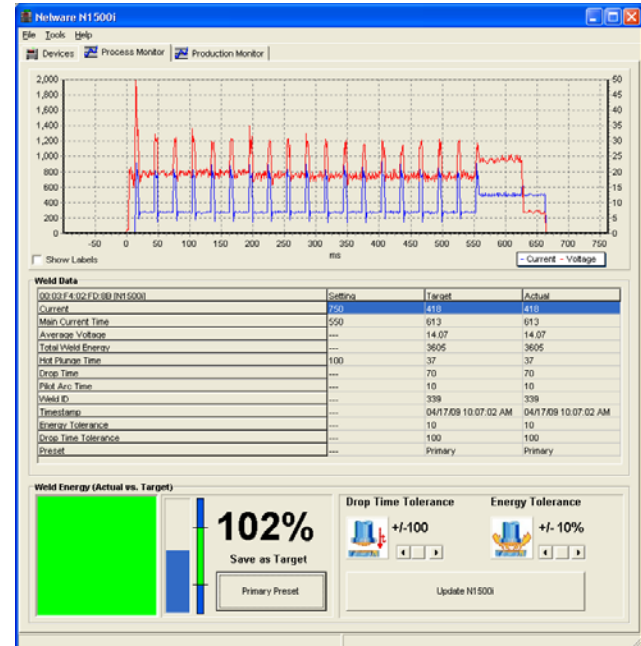 Nelware N1500i
File Tools Help
Devices Process Monitor Production Monitor
2,000 50
1,800 45
1,600 40
1,400 35
1,200 30
1,000 25
800 20
600 15
400 10
200 5
0 0
-50 0 50 100 150 200 250 300 350 400 450 500 550 600 650 700 750
ms
Show Labels - Current - Voltage
Weld Data
00:03:F4:02:FD:8B [N1500i] Setting Target Actual
Current 750 418 418
Main Current Time 550 613 613
Average Voltage --- 14.07 14.07
Total Weld Energy --- 3605 3605
Hot Plunge Time 100 37 37
Drop Time --- 70 70
Pilot Arc Time --- 10 10
Weld ID --- 339 339
Timestamp --- 04/17/09 10:07:02 AM 04/17/09 10:07:02 AM
Energy Tolerance --- 10 10
Drop Time Tolerance --- 100 100
Preset --- Primary Primary
Weld Energy (Actual vs. Target)
102%
Save as Target
Primary Preset
Drop Time Tolerance Energy Tolerance
+/-100 +/- 10%
Update N1500i